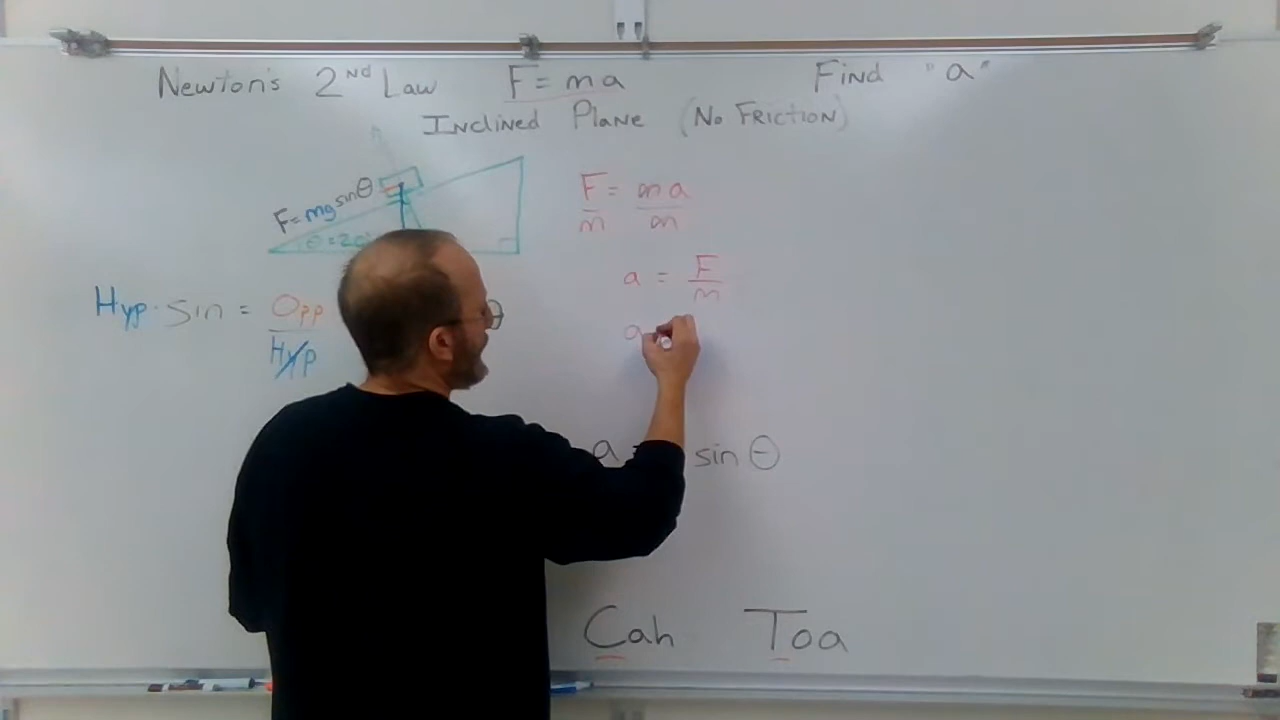 Newton's 2nd Law F = ma Find "a"
Inclined Plane (No Friction)
F=mg sinθ
θ=20
F/m = ma/m
a = F/m
Hyp · sin = Opp/Hyp θ
a
a sin θ
Cah Toa